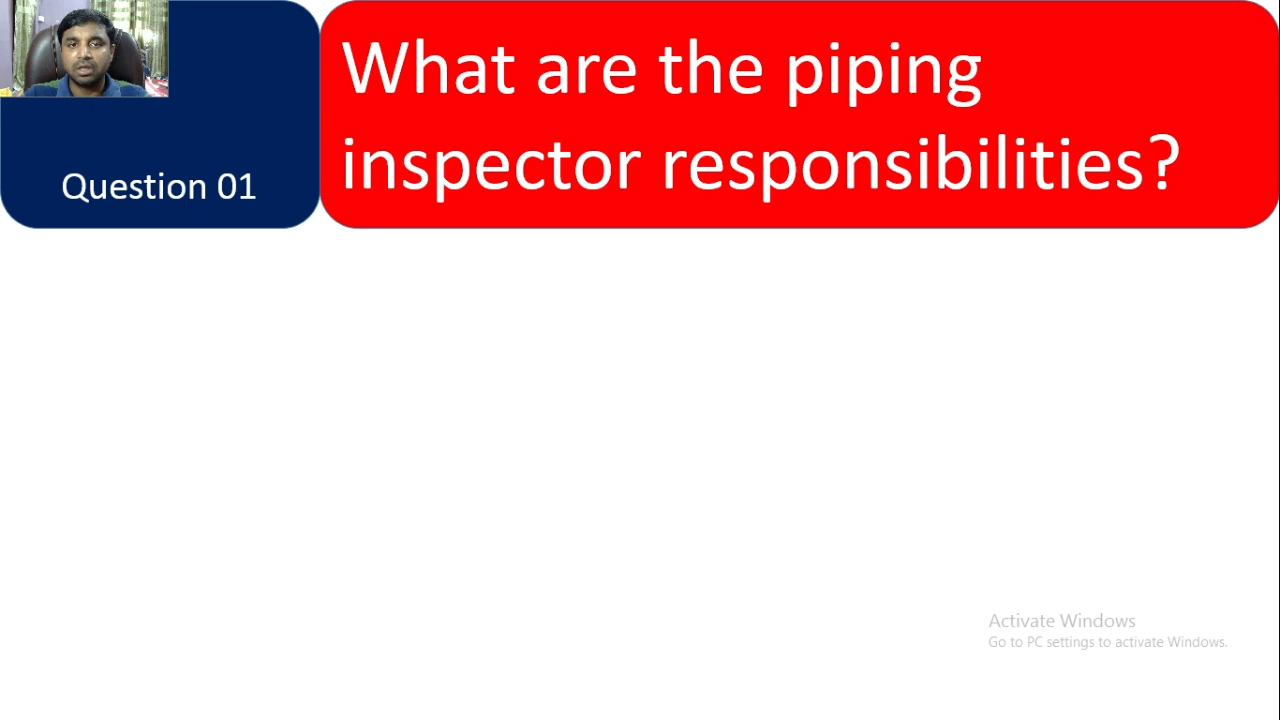 Question 01
What are the piping
inspector responsibilities?
Activate Windows
Go to PC settings to activate Windows.